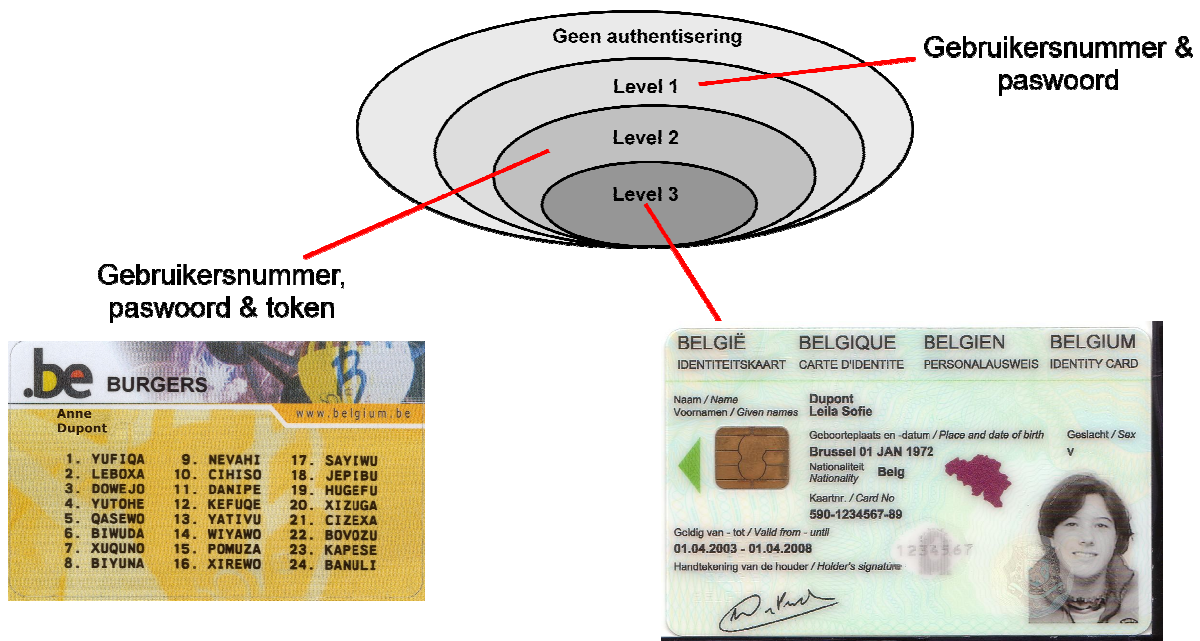 Geen authentisering
Level 1
Level 2
Level 3
Gebruikersnummer &
paswoord
Gebruikersnummer,
paswoord & token
.be BURGERS
www.belgium.be
Anne
Dupont
1. YUFIQA 9. NEVAHI 17. SAYIWU
2. LEBOXA 10. CIHISO 18. JEPIBU
3. DOWEJO 11. DANIPE 19. HUGEFU
4. YUTOHE 12. KEFUQE 20. XIZUGA
5. QASEWO 13. YATIVU 21. CIZEXA
6. BIWUDA 14. WIYAWO 22. BOVOZU
7. XUQUNO 15. POMUZA 23. KAPESE
8. BIYUNA 16. XIREWO 24. BANULI
BELGIË BELGIQUE BELGIEN BELGIUM
IDENTITEITSKAART CARTE D'IDENTITE PERSONALAUSWEIS IDENTITY CARD
Naam / Name Dupont
Voornamen / Given names Leila Sofie
Geboorteplaats en -datum / Place and date of birth Geslacht / Sex
Brussel 01 JAN 1972 V
Nationaliteit Belg
Nationality
Kaartnr. / Card No
590-1234567-89
Geldig van - tot / Valid from - until
01.04.2003 - 01.04.2008
1234567
Handtekening van de houder / Holder's signature